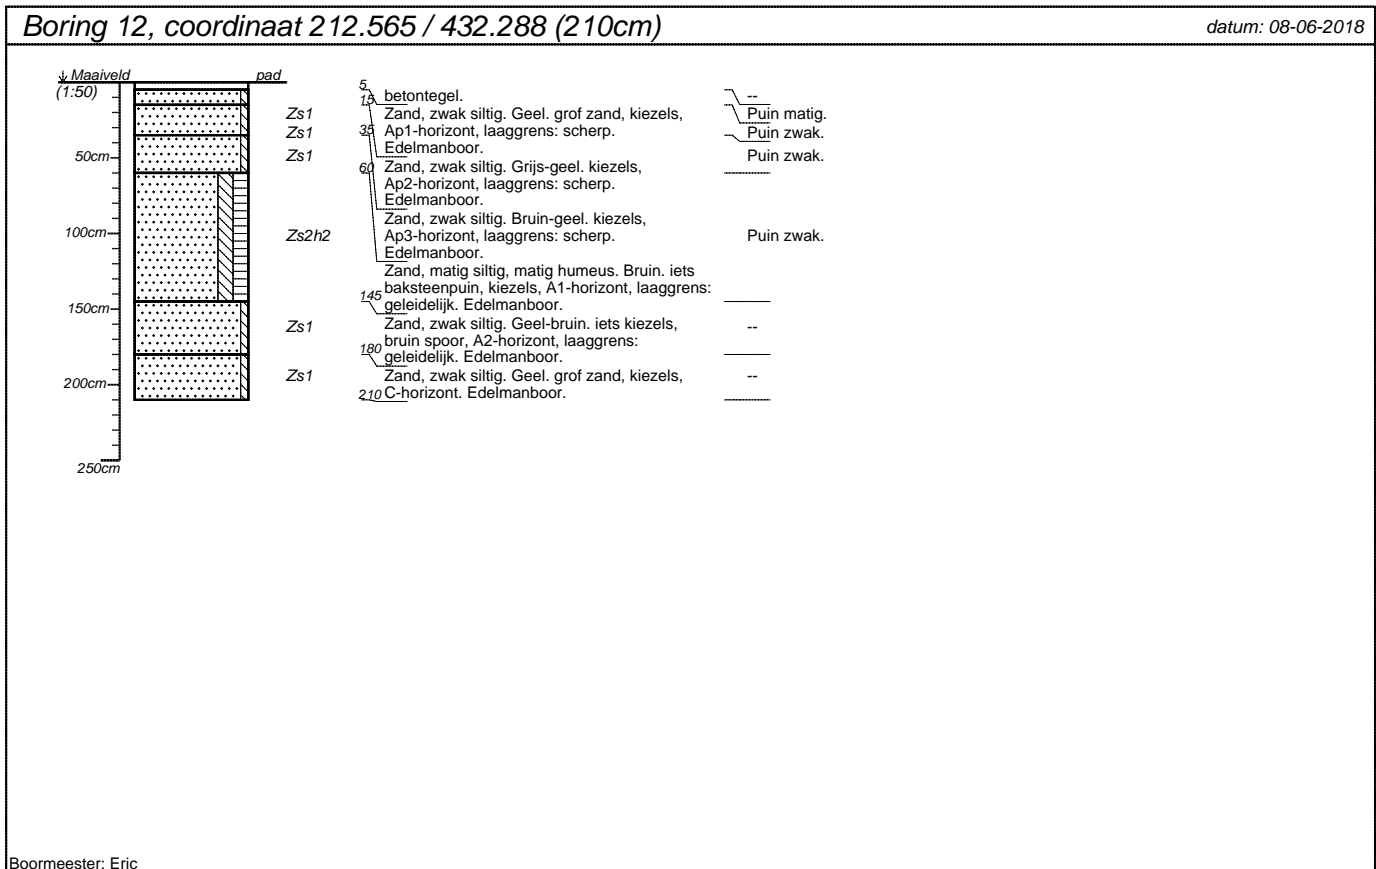 Boring 12, coordinaat 212.565 / 432.288 (210cm)
datum: 08-06-2018
Maaiveld
pad
(1:50)
5
betontegel.
--
15
Zs1
Zand, zwak siltig. Geel. grof zand, kiezels,
Puin matig.
Zs1
35
Ap1-horizont, laaggrens: scherp.
Puin zwak.
Edelmanboor.
50cm
Zs1
Puin zwak.
60
Zand, zwak siltig. Grijs-geel. kiezels,
Ap2-horizont, laaggrens: scherp.
Edelmanboor.
Zand, zwak siltig. Bruin-geel. kiezels,
100cm
Zs2h2
Ap3-horizont, laaggrens: scherp.
Puin zwak.
Edelmanboor.
Zand, matig siltig, matig humeus. Bruin. iets
baksteenpuin, kiezels, A1-horizont, laaggrens:
145
geleidelijk. Edelmanboor.
150cm
Zs1
Zand, zwak siltig. Geel-bruin. iets kiezels,
--
bruin spoor, A2-horizont, laaggrens:
180
geleidelijk. Edelmanboor.
Zs1
Zand, zwak siltig. Geel. grof zand, kiezels,
--
200cm
210
C-horizont. Edelmanboor.
250cm
Boormeester: Eric